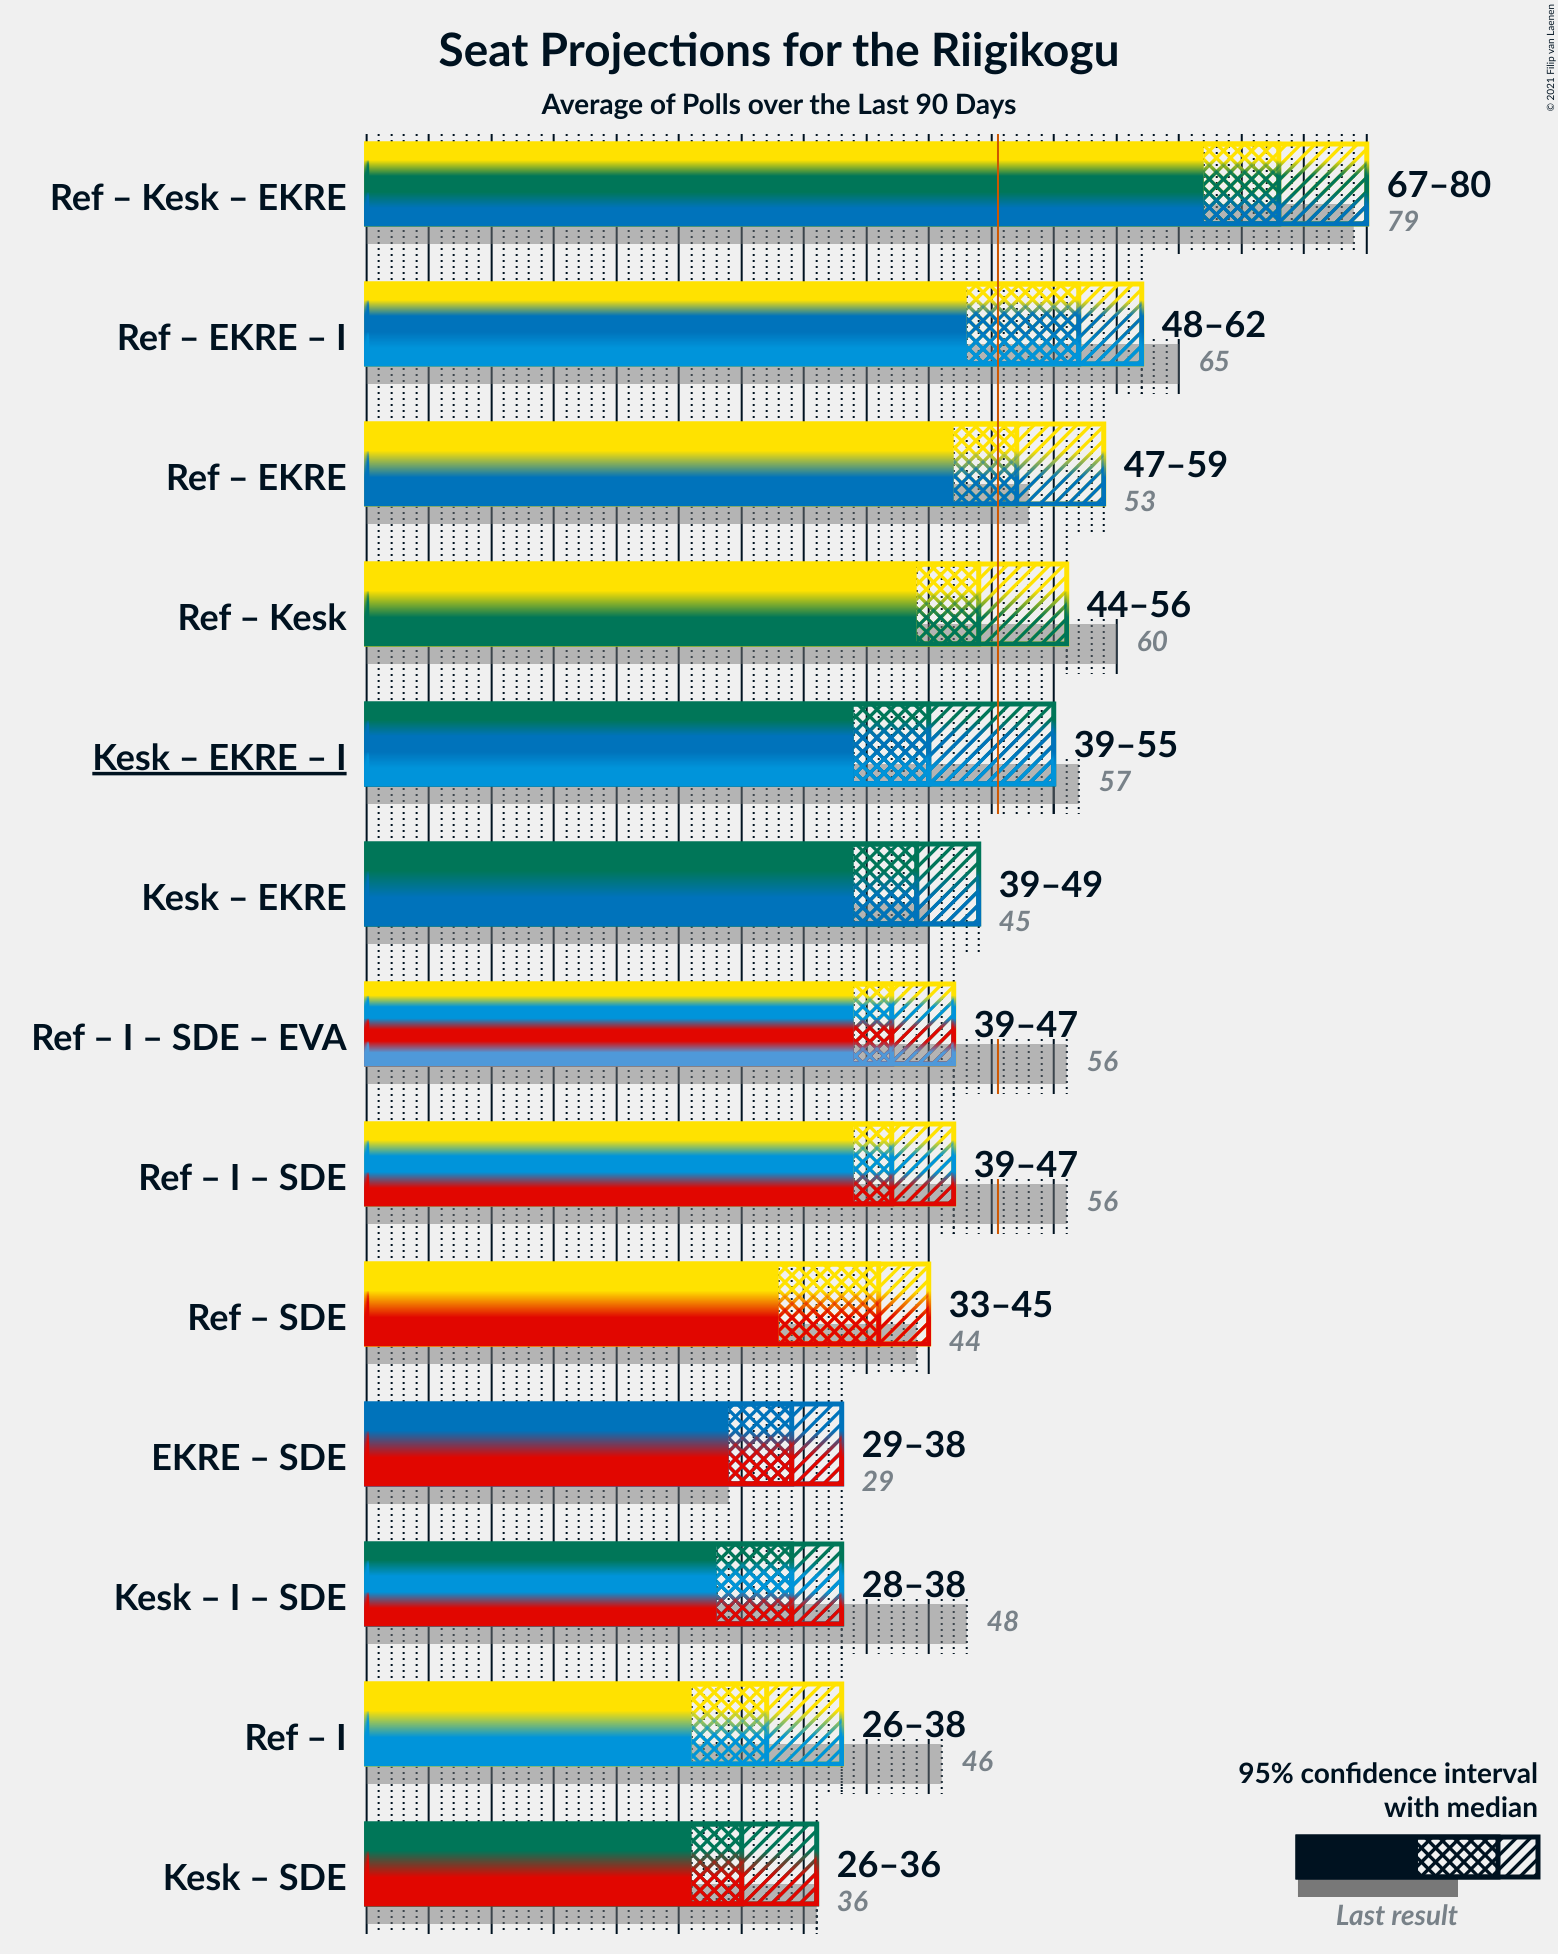 Seat Projections for the Riigikogu
Average of Polls over the Last 90 Days
© 2021 Filip van Laenen
Ref – Kesk – EKRE
67–80
79
Ref – EKRE – I
48–62
65
Ref – EKRE
47–59
53
Ref – Kesk
44–56
60
Kesk – EKRE – I
39–55
57
Kesk – EKRE
39–49
45
Ref – I – SDE – EVA
39–47
56
Ref – I – SDE
39–47
56
Ref – SDE
33–45
44
EKRE – SDE
29–38
29
Kesk – I – SDE
28–38
48
Ref – I
26–38
46
Kesk – SDE
26–36
36
95% confidence interval
with median
Last result